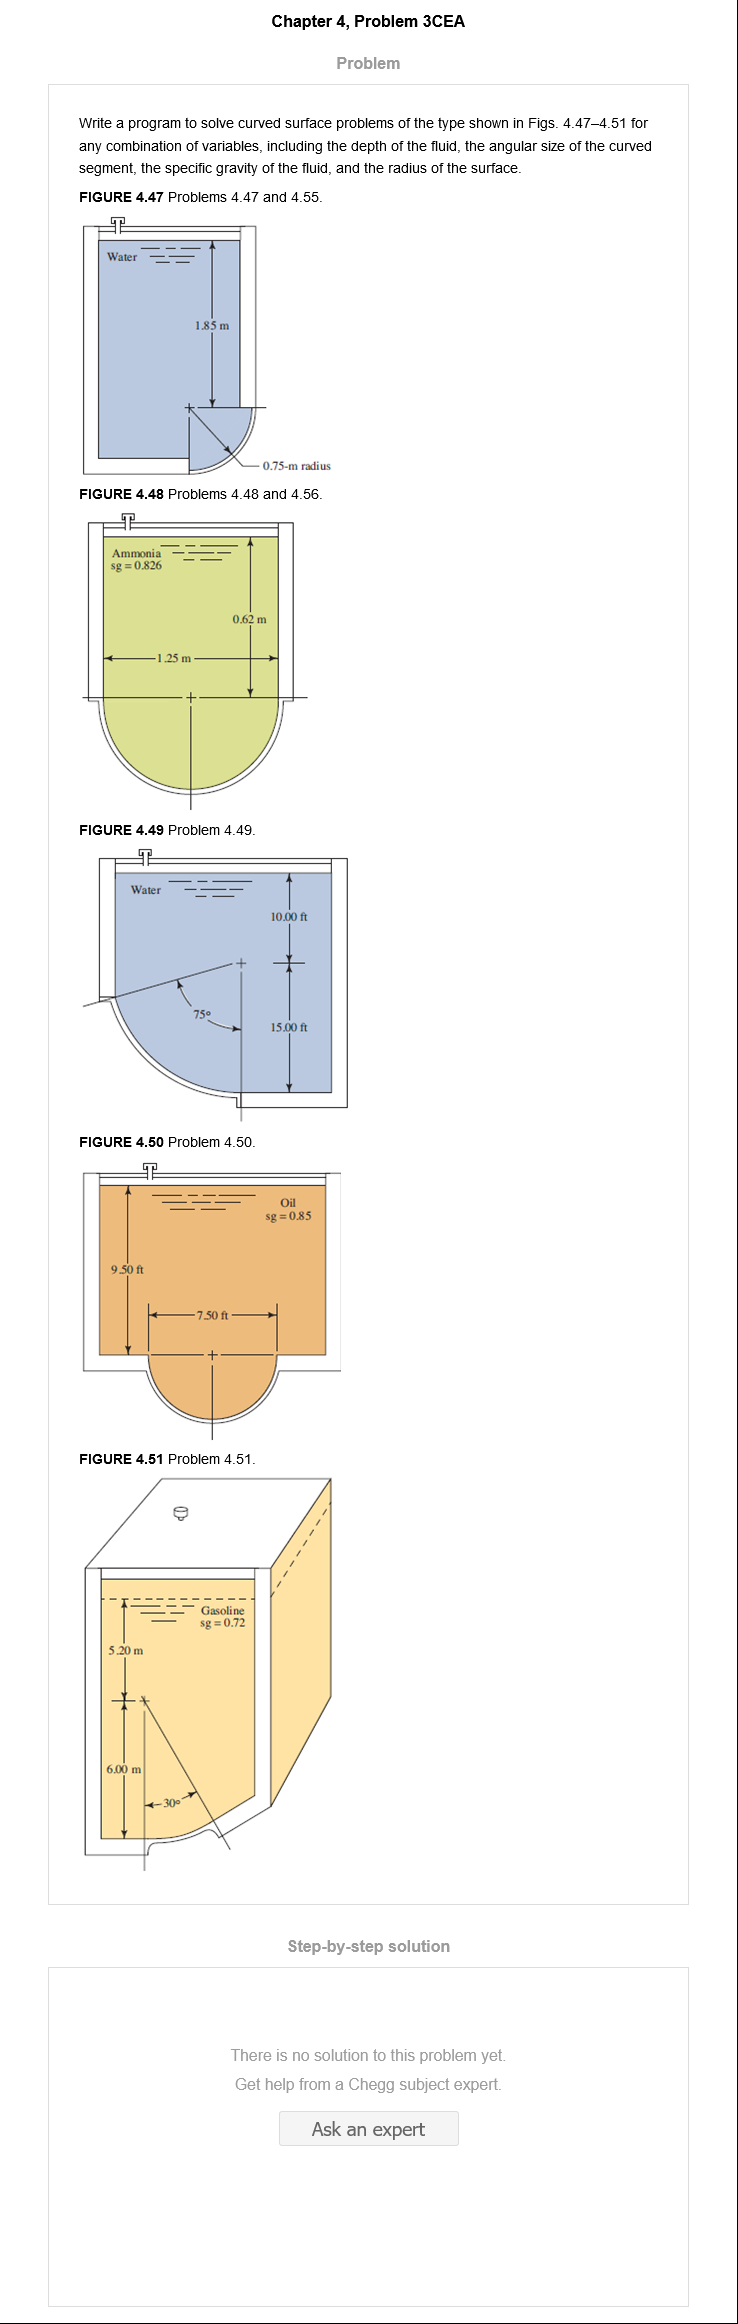 Chapter 4, Problem 3CEA
Problem
Write a program to solve curved surface problems of the type shown in Figs. 4.47–4.51 for
any combination of variables, including the depth of the fluid, the angular size of the curved
segment, the specific gravity of the fluid, and the radius of the surface.
FIGURE 4.47 Problems 4.47 and 4.55.
Water
1.85 m
0.75-m radius
FIGURE 4.48 Problems 4.48 and 4.56.
Ammonia
sg = 0.826
0.62 m
1.25 m
FIGURE 4.49 Problem 4.49.
Water
10.00 ft
75°
15.00 ft
FIGURE 4.50 Problem 4.50.
Oil
sg = 0.85
9.50 ft
7.50 ft
FIGURE 4.51 Problem 4.51.
Gasoline
sg = 0.72
5.20 m
6.00 m
30°
Step-by-step solution
There is no solution to this problem yet.
Get help from a Chegg subject expert.
Ask an expert